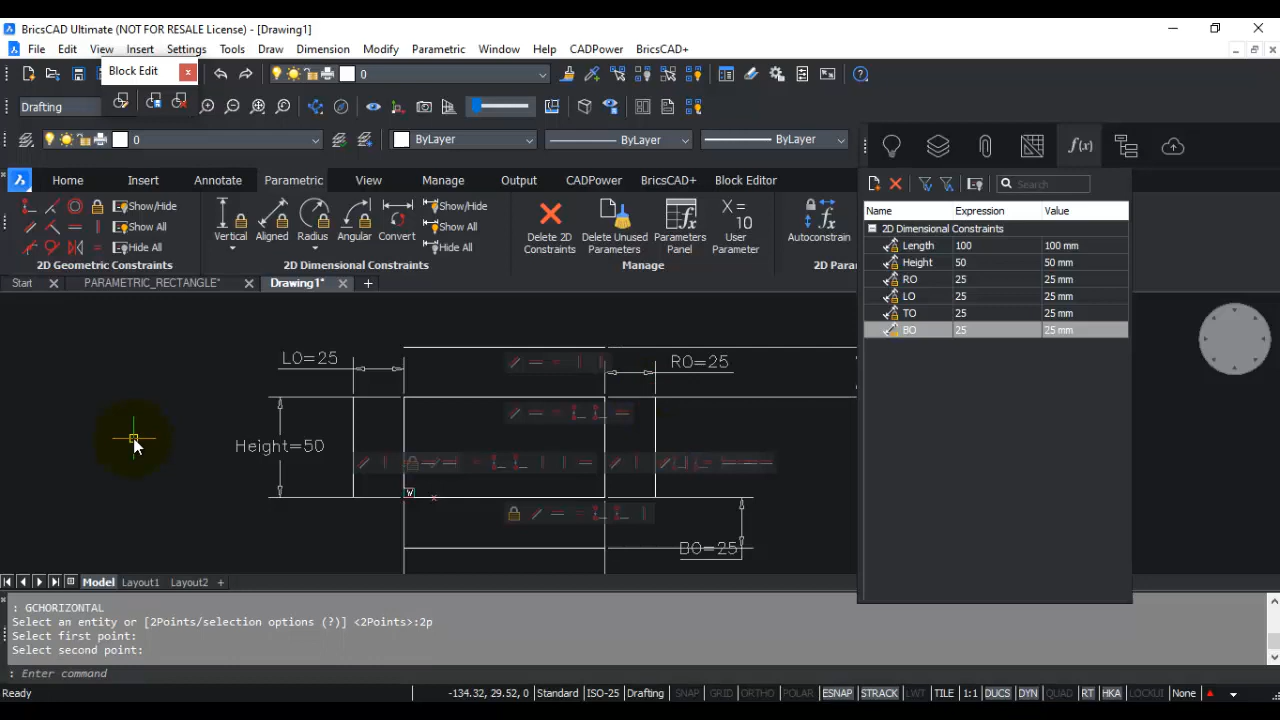 BricsCAD Ultimate (NOT FOR RESALE License) - [Drawing1]
File Edit View Insert Settings Tools Draw Dimension Modify Parametric Window Help CADPower BricsCAD+
Block Edit x
0
Drafting
0 ByLayer ByLayer ByLayer
Home Insert Annotate Parametric View Manage Output CADPower BricsCAD+ Block Editor
Show/Hide
Show All
Hide All
2D Geometric Constraints
Vertical Aligned Radius Angular Convert
Show/Hide
Show All
Hide All
2D Dimensional Constraints
Delete 2D Constraints
Delete Unused Parameters
Parameters Panel
X = 10
User Parameter
Manage
f(x)
Autoconstrain
2D Para
Start PARAMETRIC_RECTANGLE* Drawing1*
f(x)
Search
Name Expression Value
2D Dimensional Constraints
Length 100 100 mm
Height 50 50 mm
RO 25 25 mm
LO 25 25 mm
TO 25 25 mm
BO 25 25 mm
LO=25
RO=25
Height=50
W
BO=25
Model Layout1 Layout2 +
: GCHORIZONTAL
Select an entity or [2Points/selection options (?)] <2Points>:2p
Select first point:
Select second point:
: Enter command
Ready -134.32, 29.52, 0 Standard ISO-25 Drafting SNAP GRID ORTHO POLAR ESNAP STRACK LWT TILE 1:1 DUCS DYN QUAD RT HKA LOCKUI None